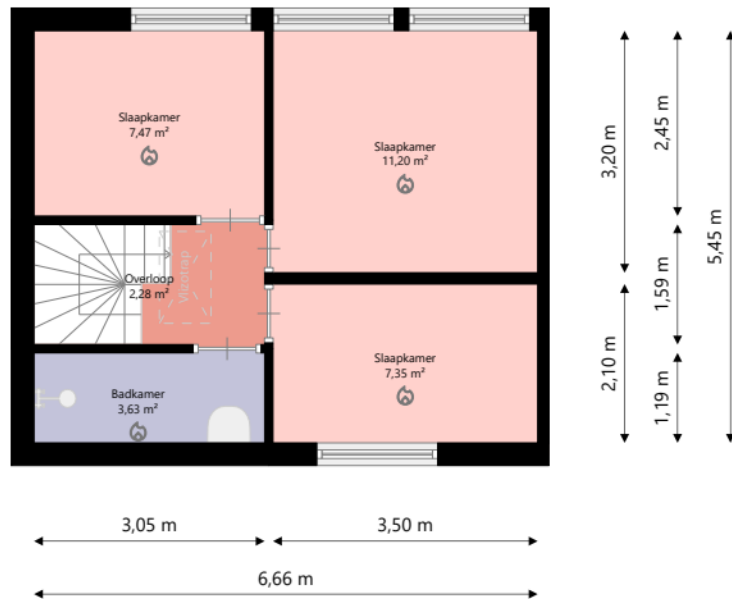 Slaapkamer
7,47 m²
Slaapkamer
11,20 m²
Overloop
2,28 m²
Vlizotrap
Slaapkamer
7,35 m²
Badkamer
3,63 m²
3,20 m
2,45 m
5,45 m
1,59 m
2,10 m
1,19 m
3,05 m
3,50 m
6,66 m